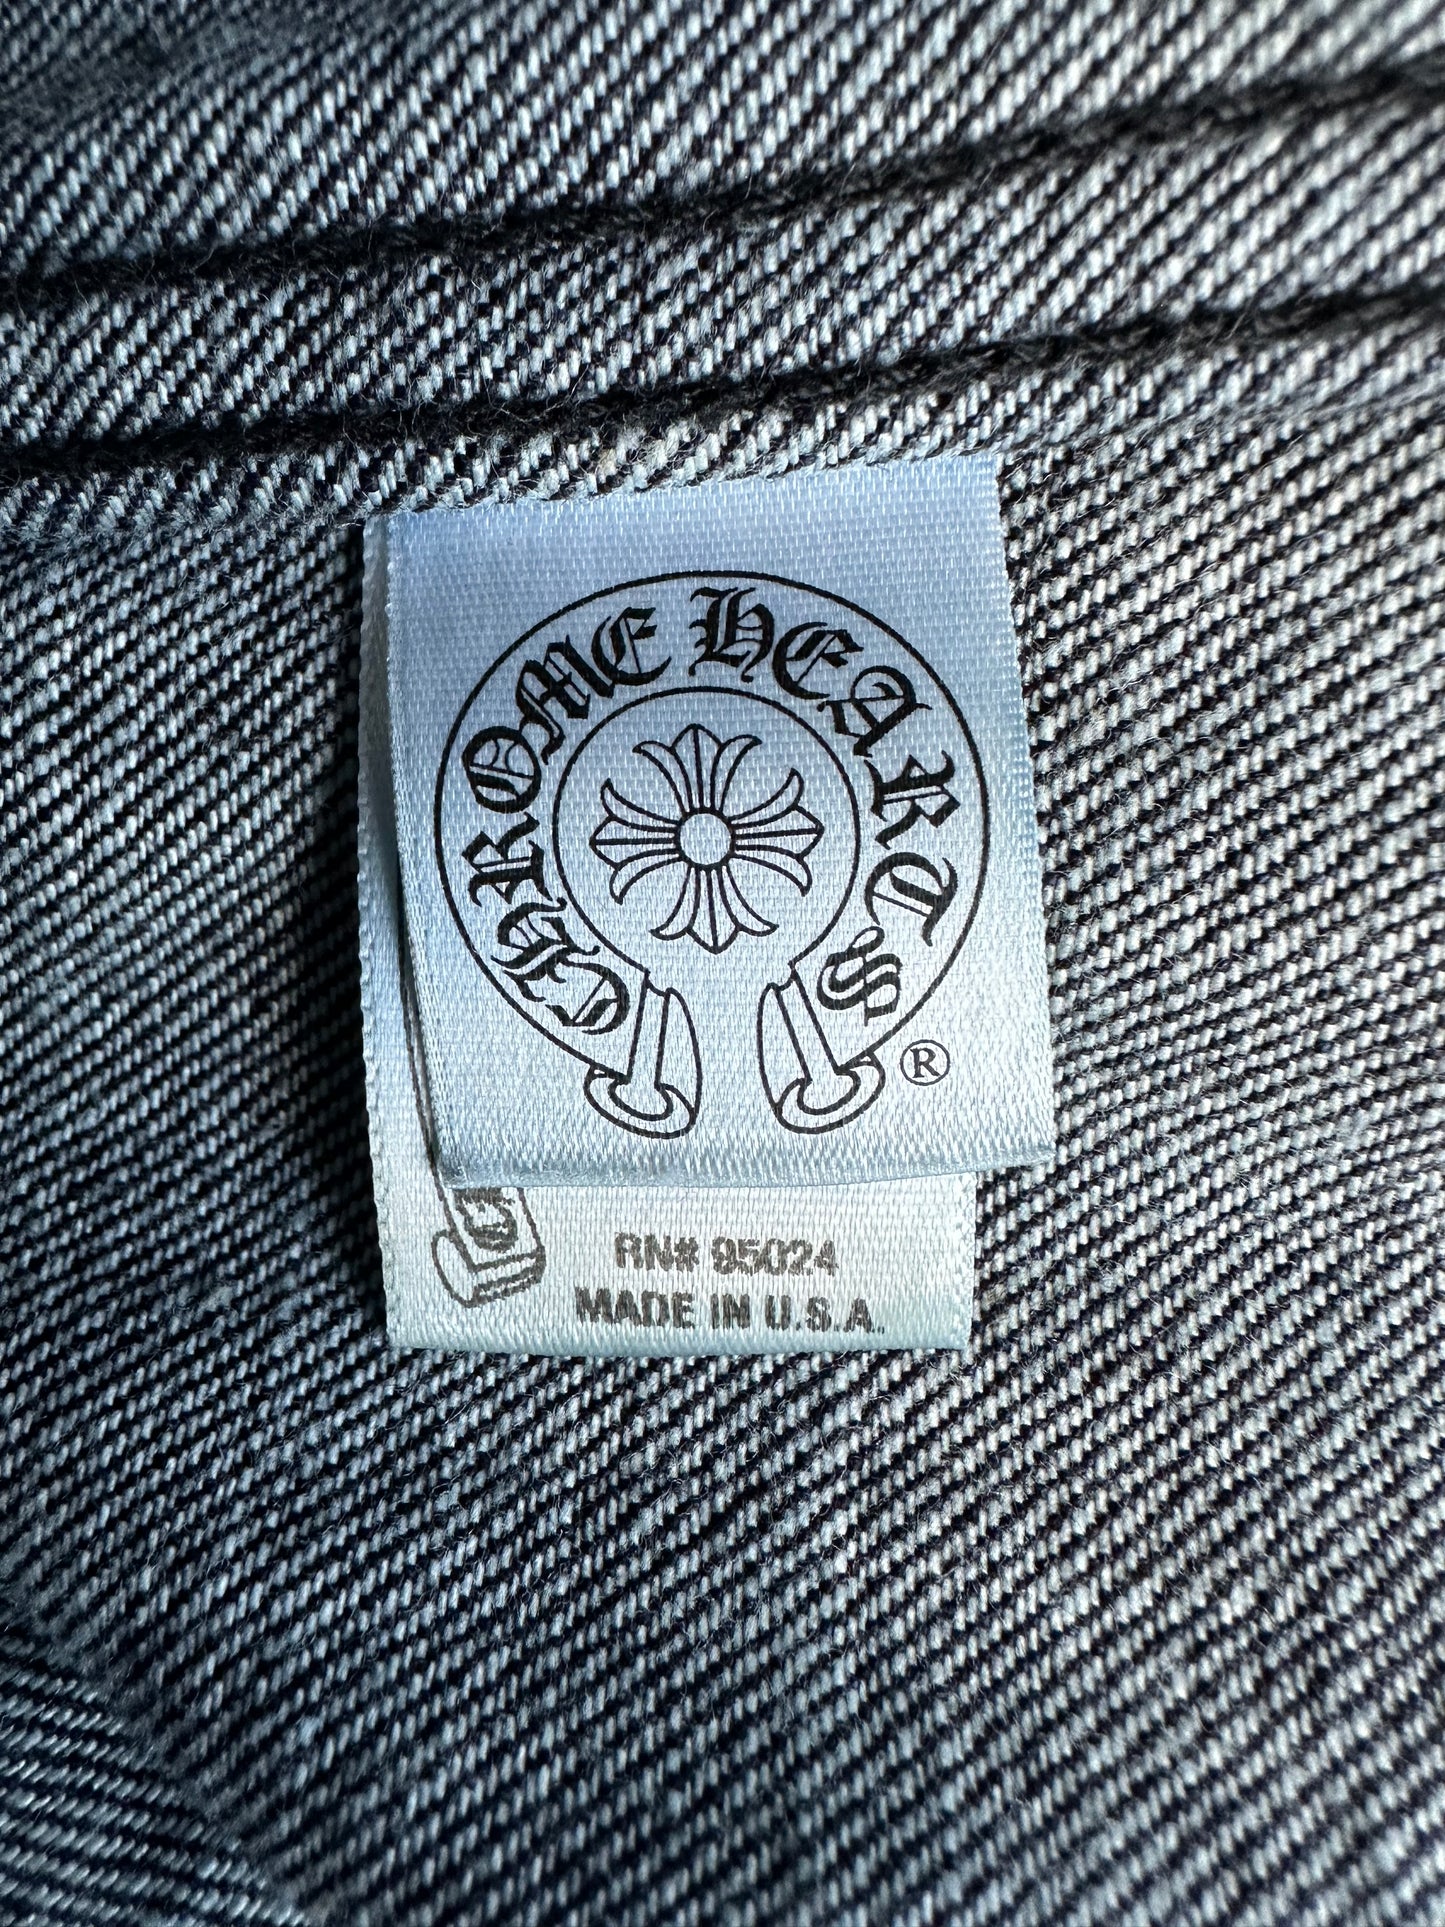 CHROME HEARTS
®
RN# 95024
MADE IN U.S.A.